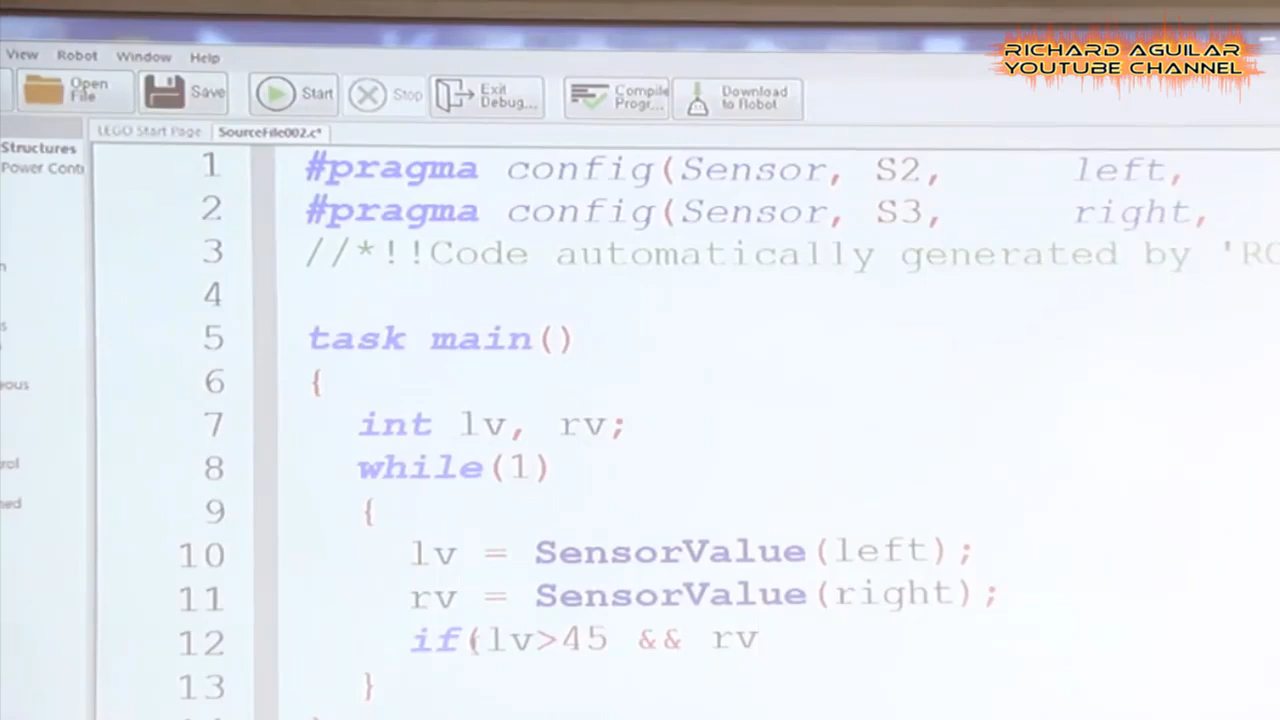 RICHARD AGUILAR
YOUTUBE CHANNEL
View Robot Window Help
Open File
Save
Start
Stop
Exit Debug...
Compile Progr...
Download to Robot
LEGO Start Page
SourceFile002.c*
Structures
Power Conti
1 #pragma config(Sensor, S2, left,
2 #pragma config(Sensor, S3, right,
3 //*!!Code automatically generated by 'RO
4
5 task main()
6 {
7 int lv, rv;
8 while(1)
9 {
10 lv = SensorValue(left);
11 rv = SensorValue(right);
12 if(lv>45 && rv
13 }